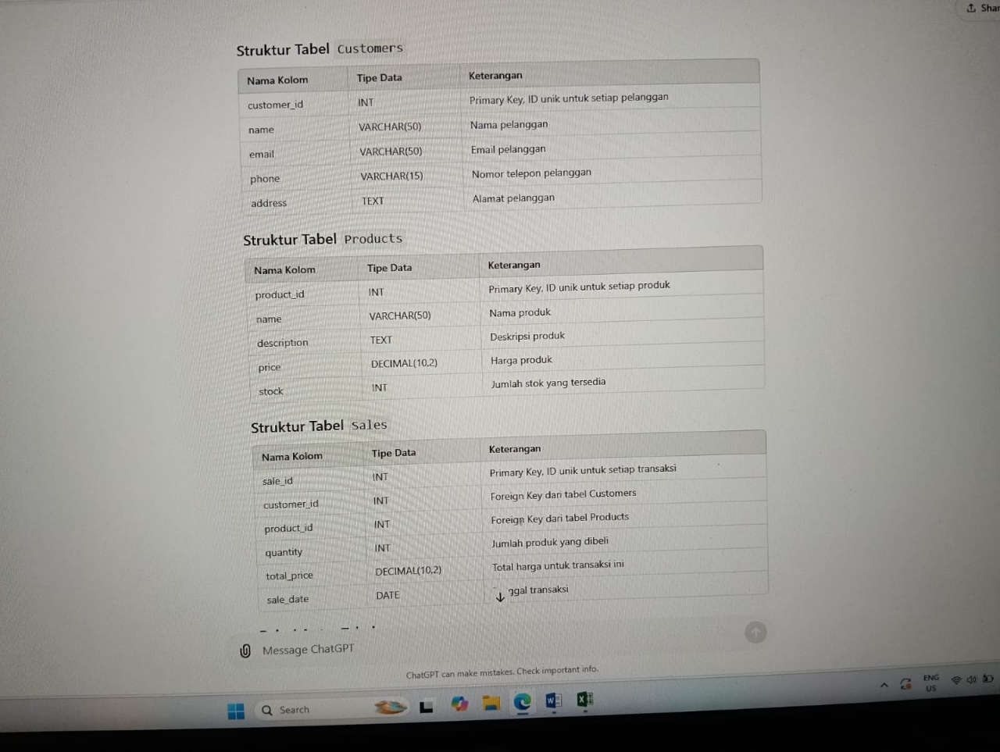 Shar
Struktur Tabel Customers
Nama Kolom Tipe Data Keterangan
customer_id INT Primary Key, ID unik untuk setiap pelanggan
name VARCHAR(50) Nama pelanggan
email VARCHAR(50) Email pelanggan
phone VARCHAR(15) Nomor telepon pelanggan
address TEXT Alamat pelanggan
Struktur Tabel Products
Nama Kolom Tipe Data Keterangan
product_id INT Primary Key, ID unik untuk setiap produk
name VARCHAR(50) Nama produk
description TEXT Deskripsi produk
price DECIMAL(10,2) Harga produk
stock INT Jumlah stok yang tersedia
Struktur Tabel Sales
Nama Kolom Tipe Data Keterangan
sale_id INT Primary Key, ID unik untuk setiap transaksi
customer_id INT Foreign Key dari tabel Customers
product_id INT Foreign Key dari tabel Products
quantity INT Jumlah produk yang dibeli
total_price DECIMAL(10,2) Total harga untuk transaksi ini
sale_date DATE ggal transaksi
Message ChatGPT
ChatGPT can make mistakes. Check important info.
Search
ENG
US